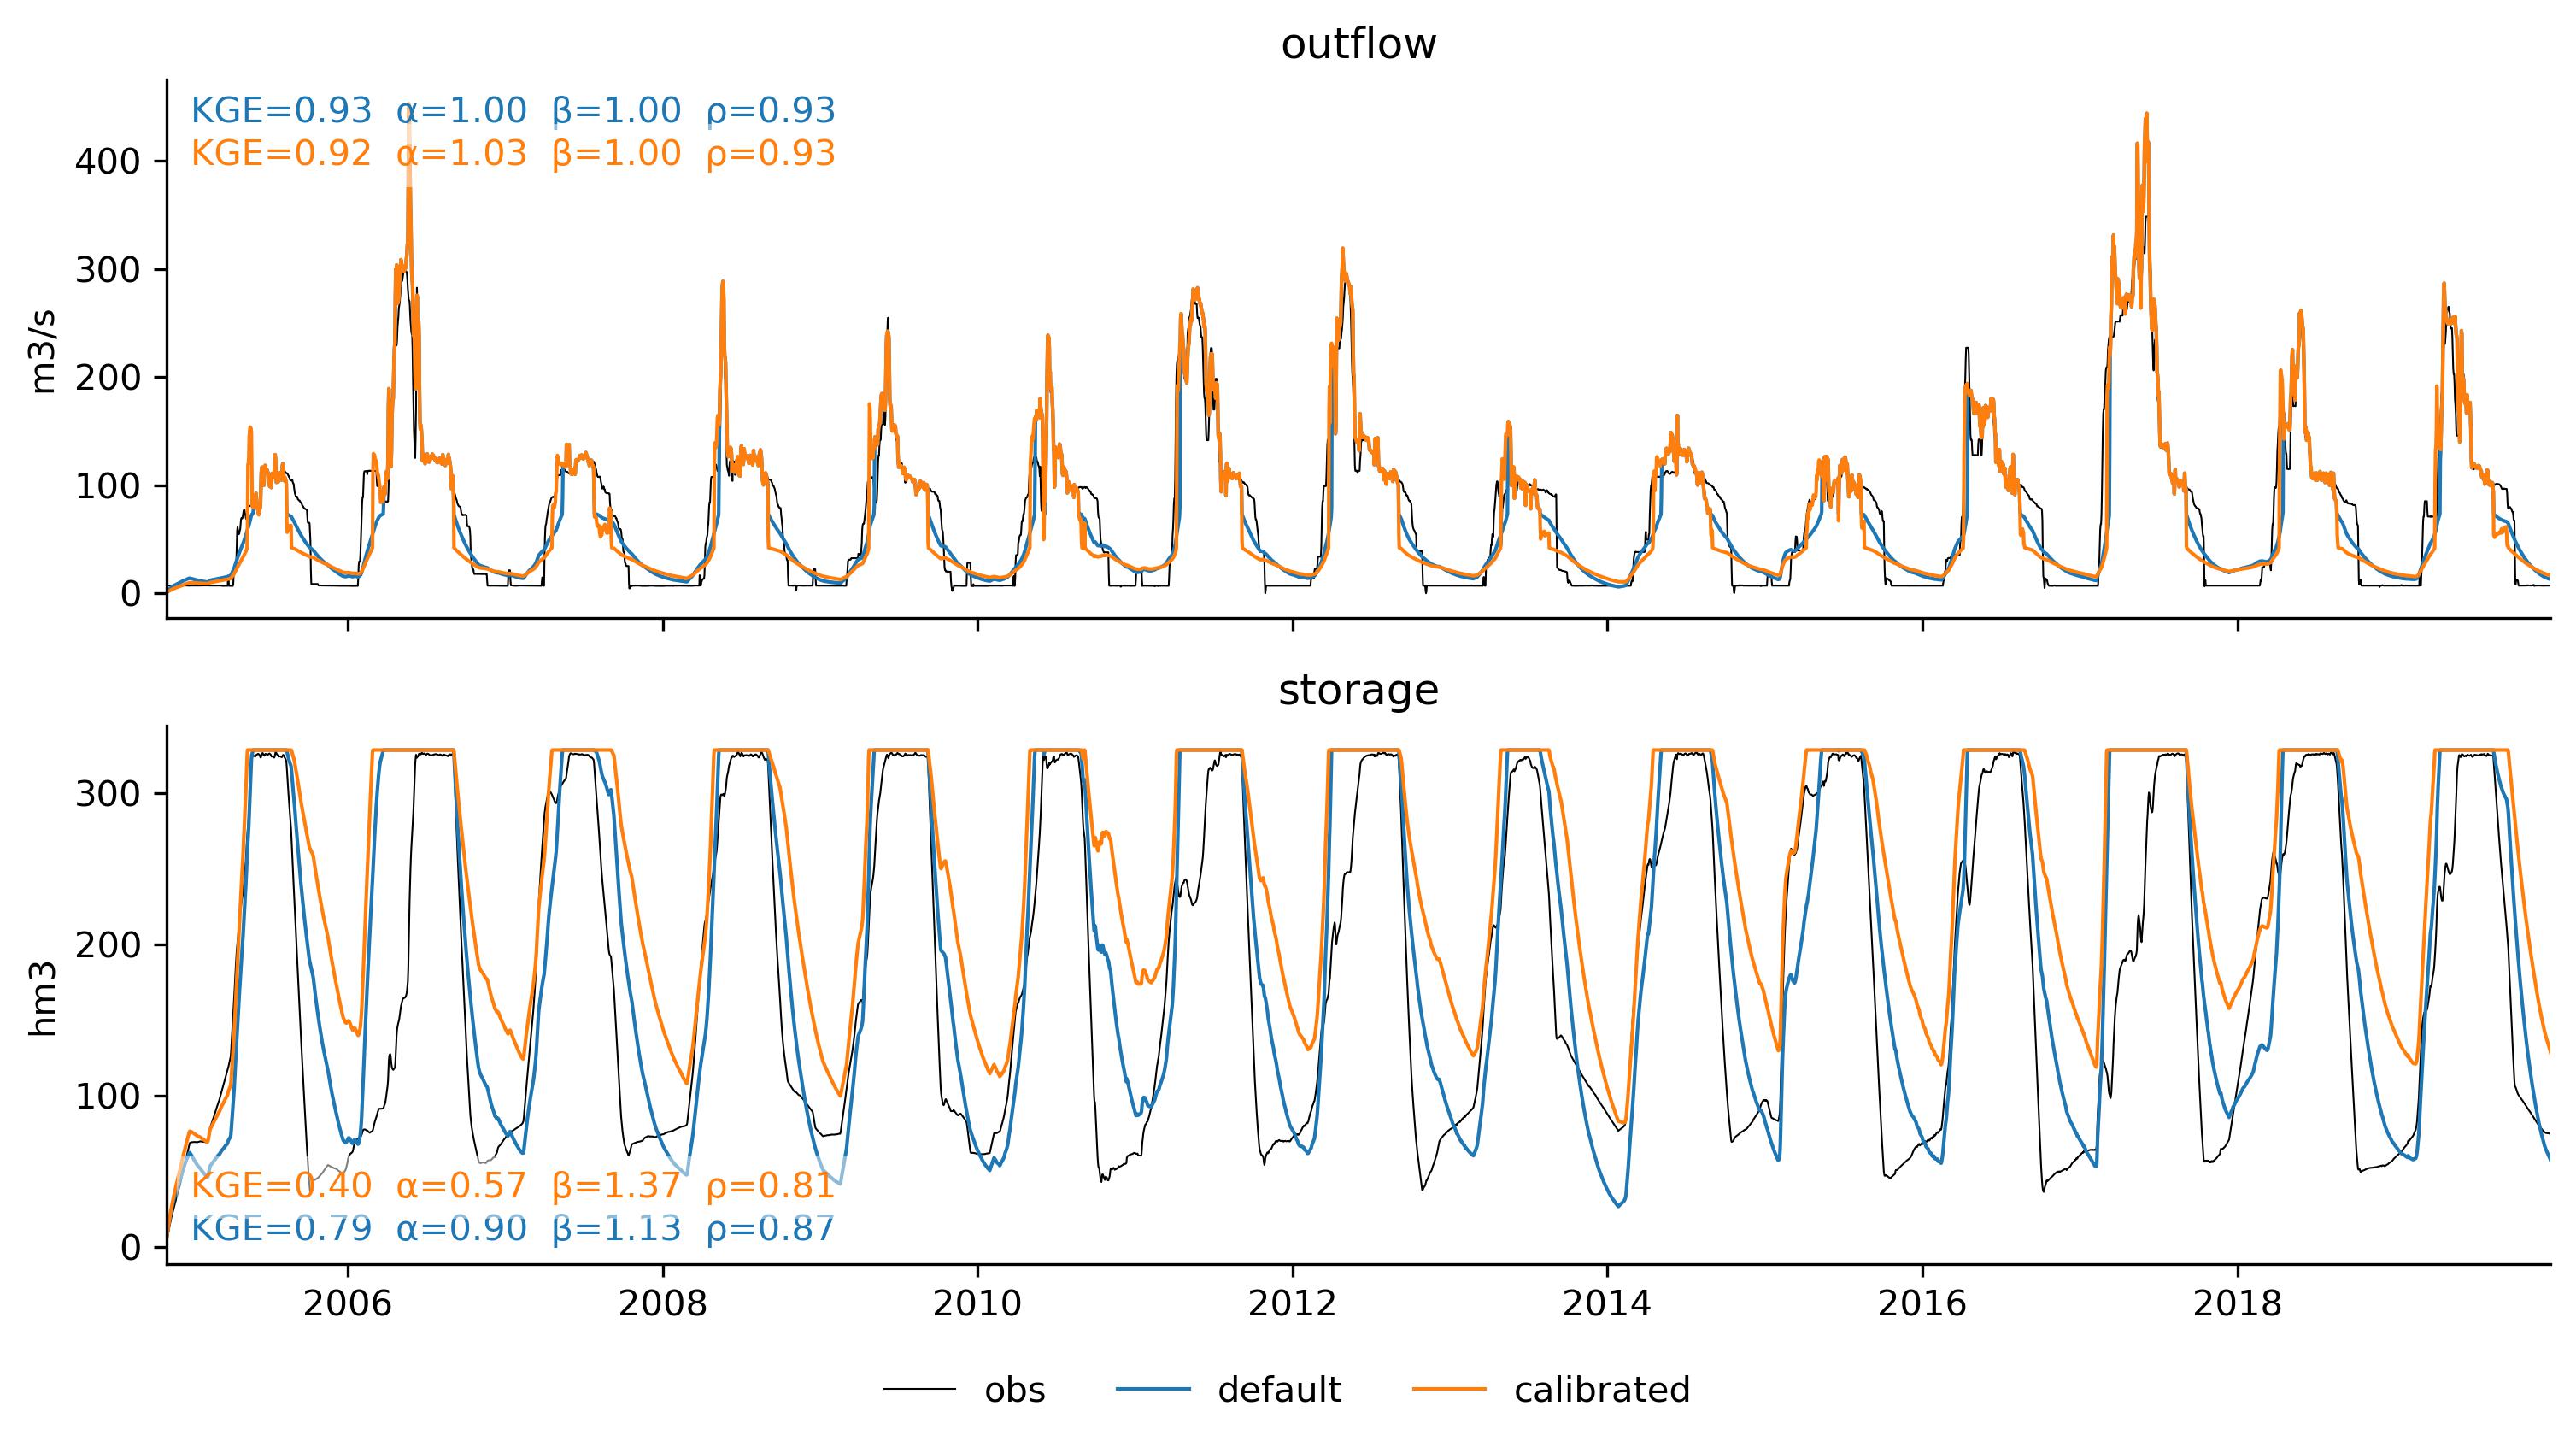 outflow
KGE=0.93 α=1.00 β=1.00 ρ=0.93
KGE=0.92 α=1.03 β=1.00 ρ=0.93
400
300
200
100
0
m3/s
storage
300
200
100
0
hm3
KGE=0.40 α=0.57 β=1.37 ρ=0.81
KGE=0.79 α=0.90 β=1.13 ρ=0.87
2006 2008 2010 2012 2014 2016 2018
obs default calibrated